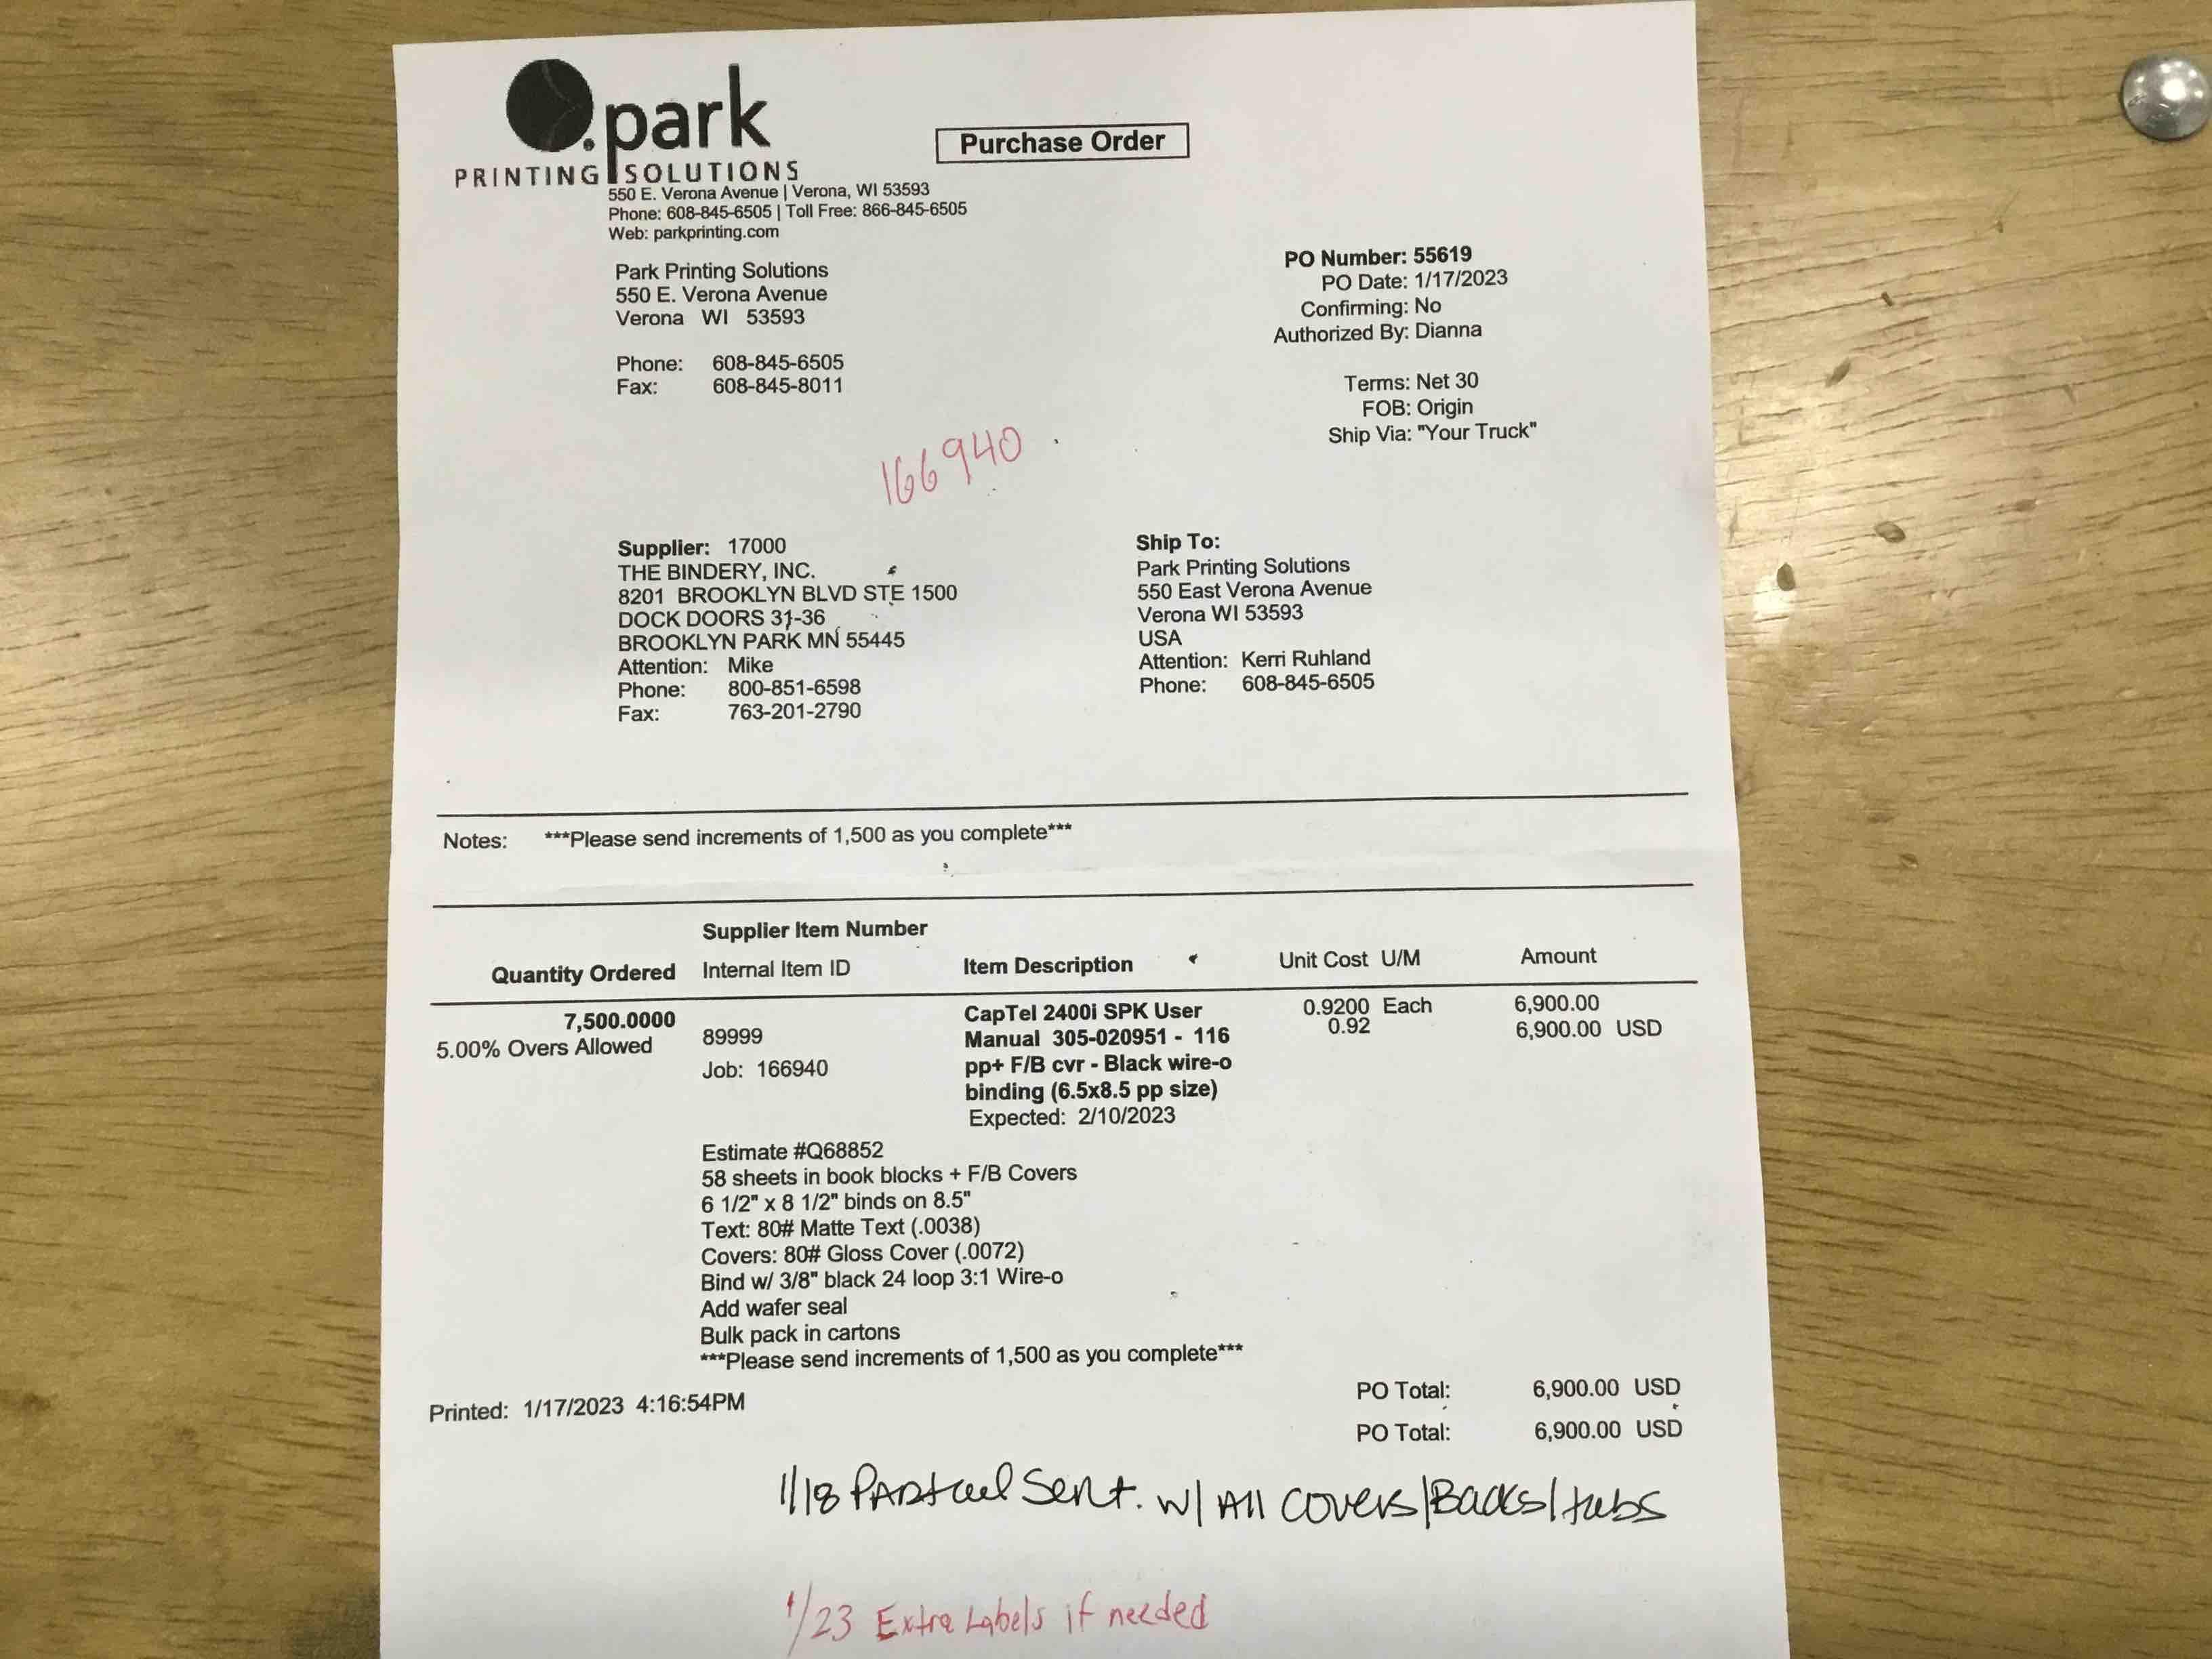 park
PRINTING SOLUTIONS
Purchase Order
550 E. Verona Avenue | Verona, WI 53593
Phone: 608-845-6505 | Toll Free: 866-845-6505
Web: parkprinting.com
Park Printing Solutions
550 E. Verona Avenue
Verona WI 53593
Phone: 608-845-6505
Fax: 608-845-8011
PO Number: 55619
PO Date: 1/17/2023
Confirming: No
Authorized By: Dianna
Terms: Net 30
FOB: Origin
Ship Via: "Your Truck"
166940
Supplier: 17000
THE BINDERY, INC.
8201 BROOKLYN BLVD STE 1500
DOCK DOORS 31-36
BROOKLYN PARK MN 55445
Attention: Mike
Phone: 800-851-6598
Fax: 763-201-2790
Ship To:
Park Printing Solutions
550 East Verona Avenue
Verona WI 53593
USA
Attention: Kerri Ruhland
Phone: 608-845-6505
Notes: ***Please send increments of 1,500 as you complete***
Supplier Item Number
Quantity Ordered Internal Item ID Item Description Unit Cost U/M Amount
7,500.0000 CapTel 2400i SPK User 0.9200 Each 6,900.00
5.00% Overs Allowed 89999 Manual 305-020951 - 116 0.92 6,900.00 USD
Job: 166940 pp+ F/B cvr - Black wire-o
binding (6.5x8.5 pp size)
Expected: 2/10/2023
Estimate #Q68852
58 sheets in book blocks + F/B Covers
6 1/2" x 8 1/2" binds on 8.5"
Text: 80# Matte Text (.0038)
Covers: 80# Gloss Cover (.0072)
Bind w/ 3/8" black 24 loop 3:1 Wire-o
Add wafer seal
Bulk pack in cartons
***Please send increments of 1,500 as you complete***
Printed: 1/17/2023 4:16:54PM
PO Total: 6,900.00 USD
PO Total: 6,900.00 USD
1/18 Partial Sent. w/ All covers/Backs/tabs
1/23 Extra Labels if needed